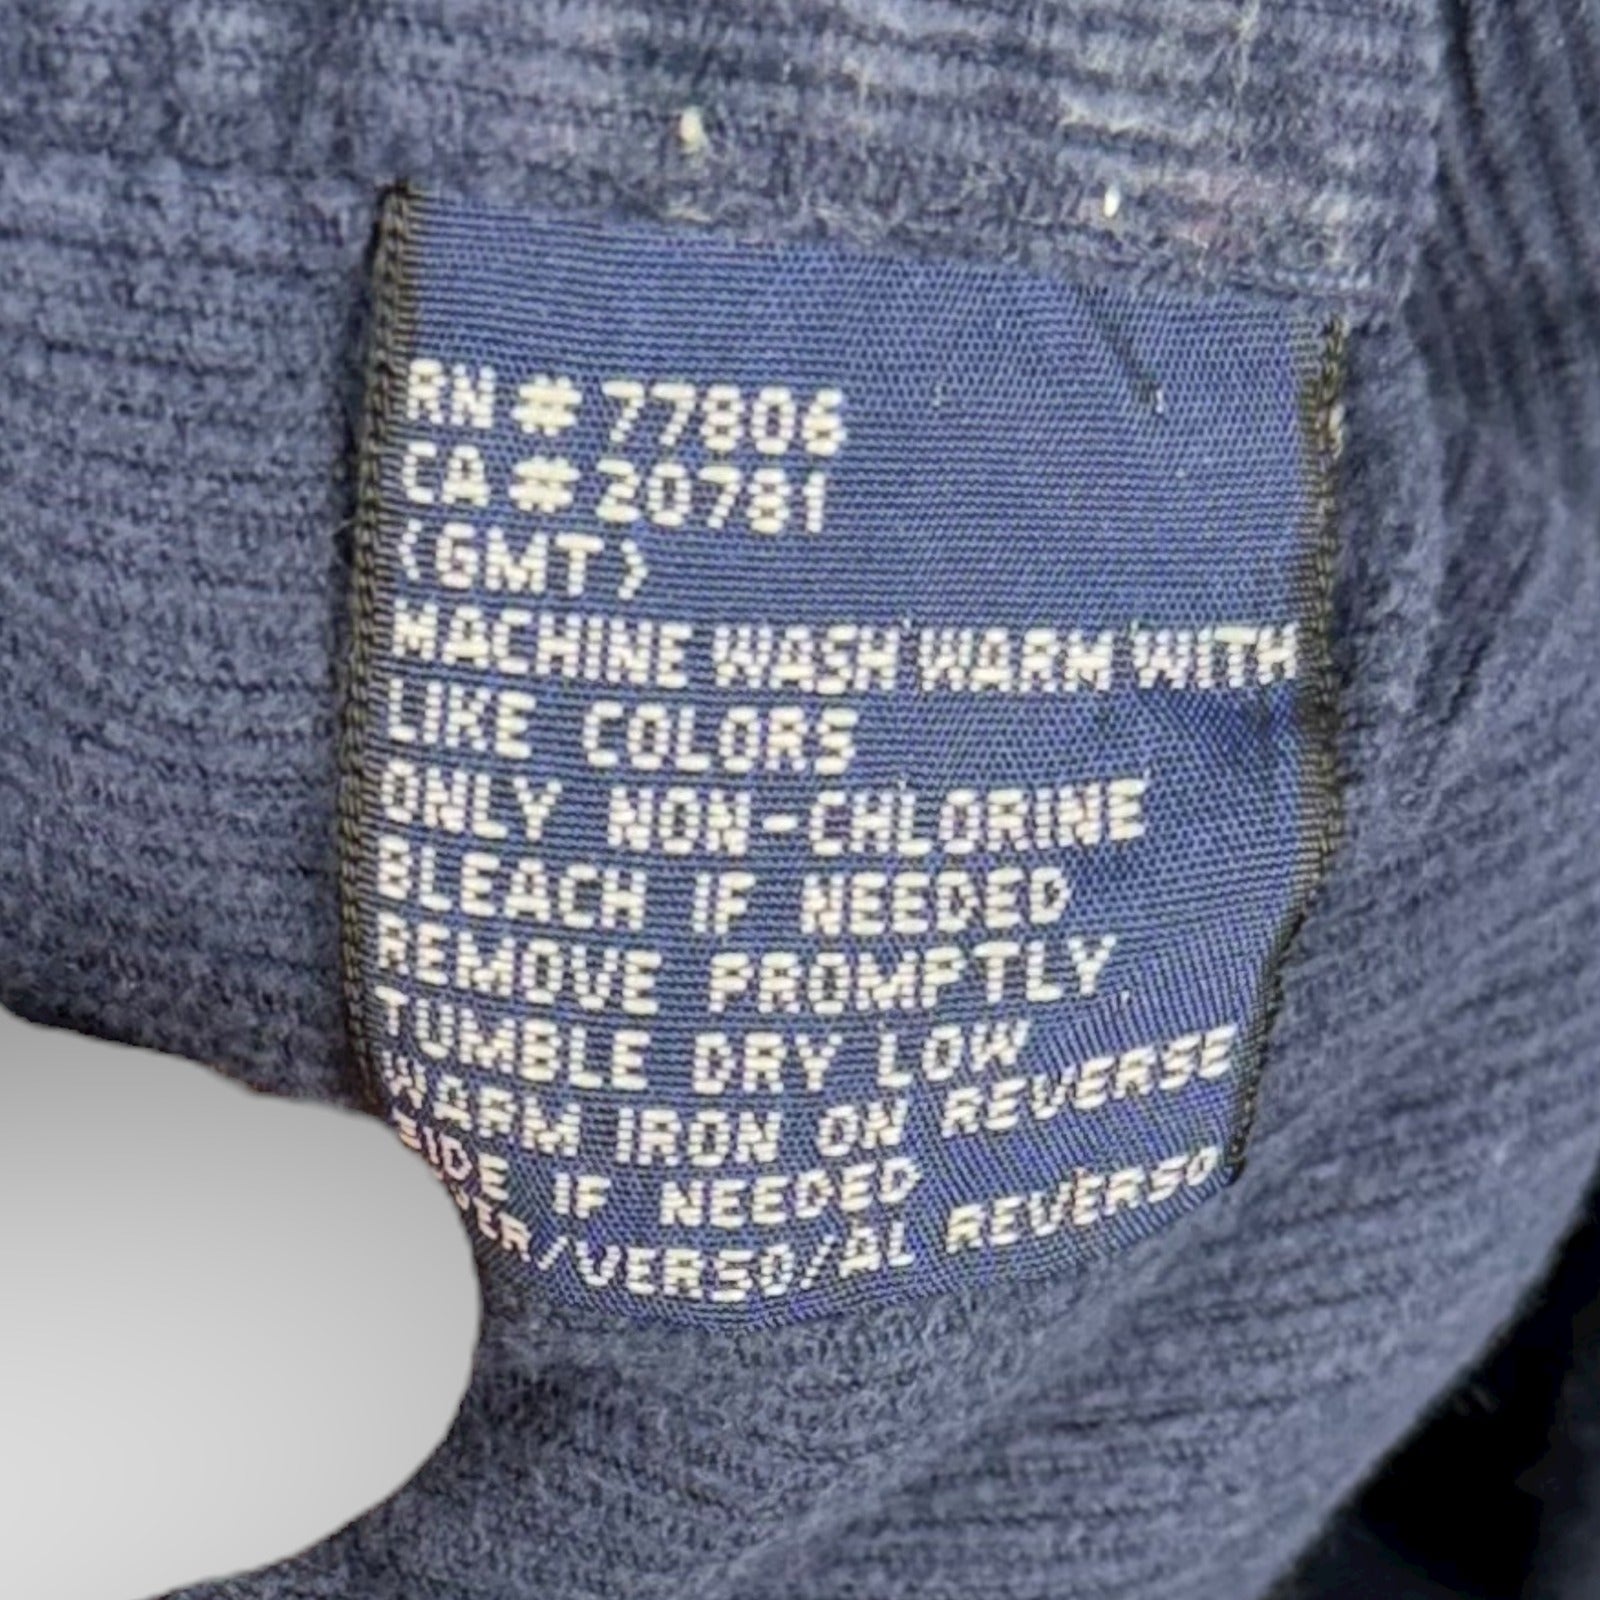 RN # 77806
CA # 20781
(GMT)
MACHINE WASH WARM WITH
LIKE COLORS
ONLY NON-CHLORINE
BLEACH IF NEEDED
REMOVE PROMPTLY
TUMBLE DRY LOW
WARM IRON ON REVERSE
SIDE IF NEEDED
/VERSO/AL REVERSO